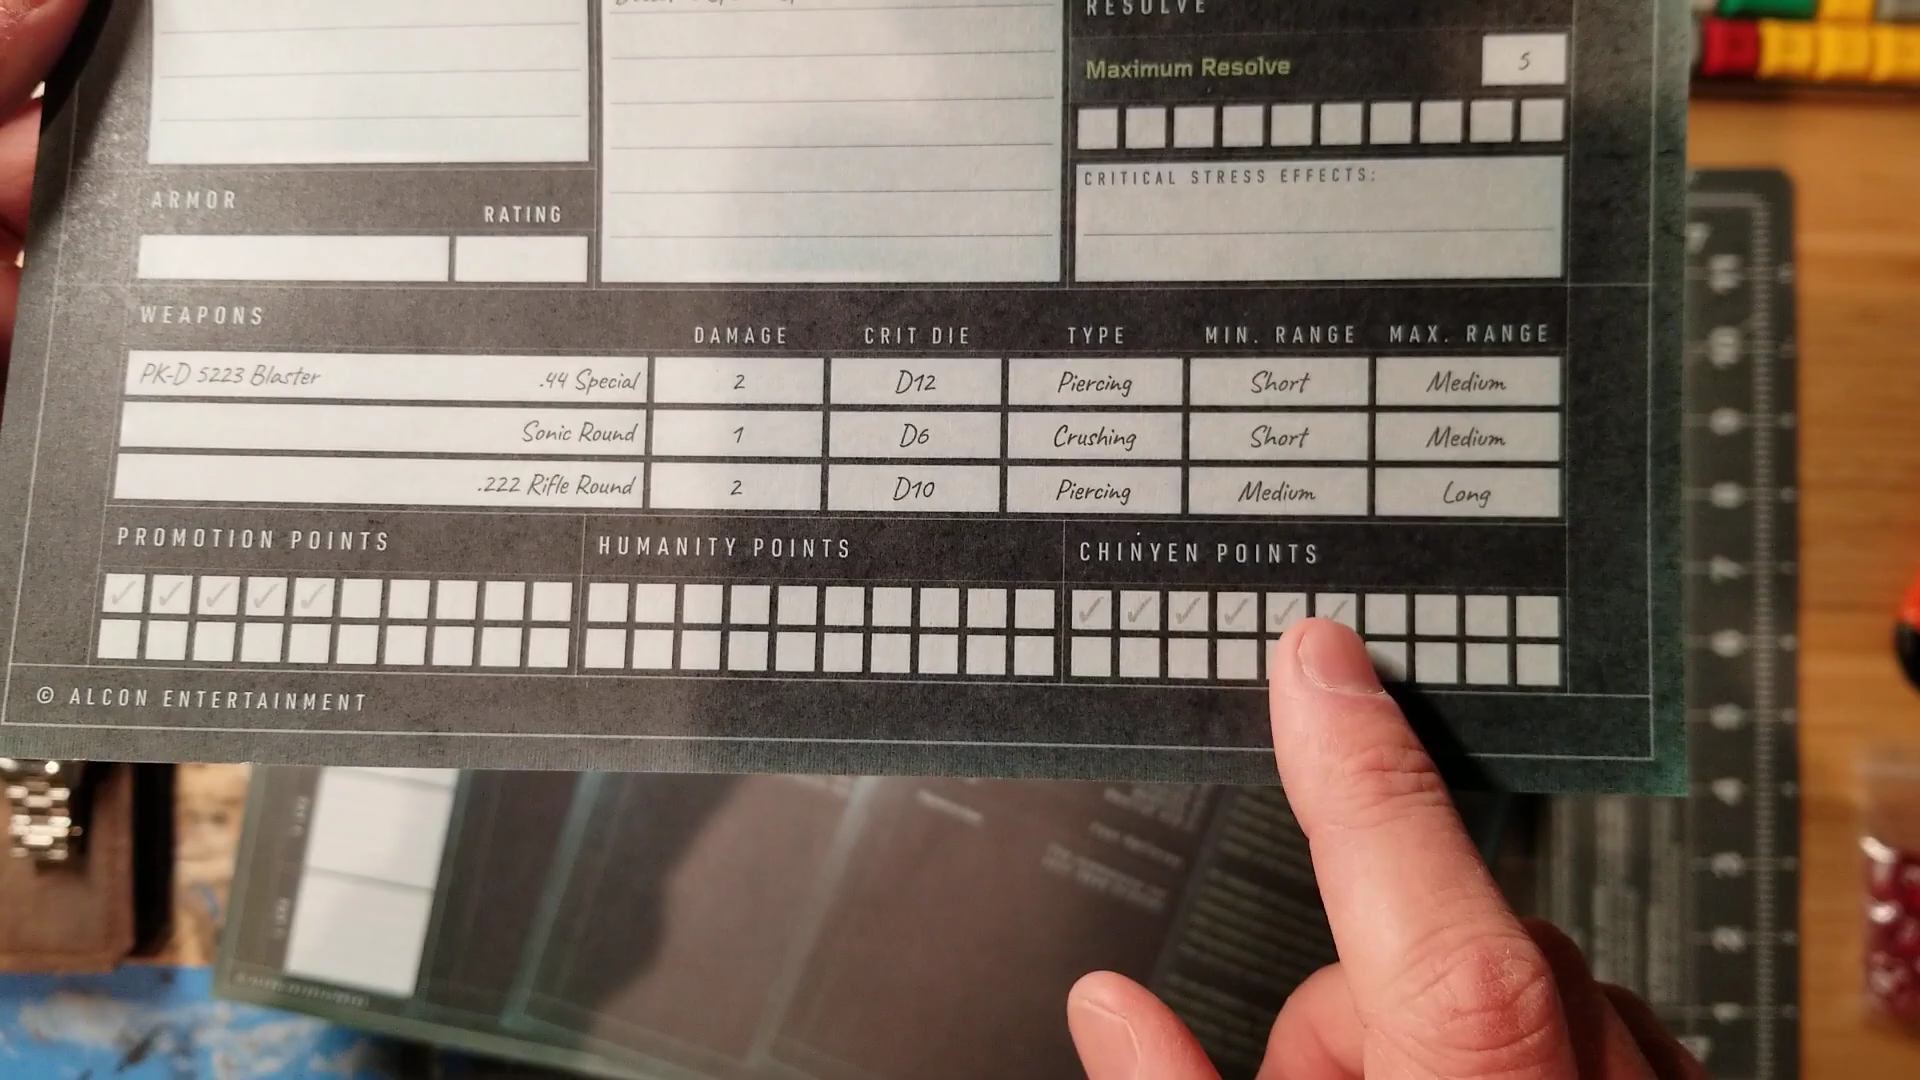 RESOLVE
Maximum Resolve 5
CRITICAL STRESS EFFECTS:
ARMOR RATING
WEAPONS DAMAGE CRIT DIE TYPE MIN. RANGE MAX. RANGE
PK-D 5223 Blaster .44 Special 2 D12 Piercing Short Medium
Sonic Round 1 D6 Crushing Short Medium
.222 Rifle Round 2 D10 Piercing Medium Long
PROMOTION POINTS HUMANITY POINTS CHINYEN POINTS
© ALCON ENTERTAINMENT